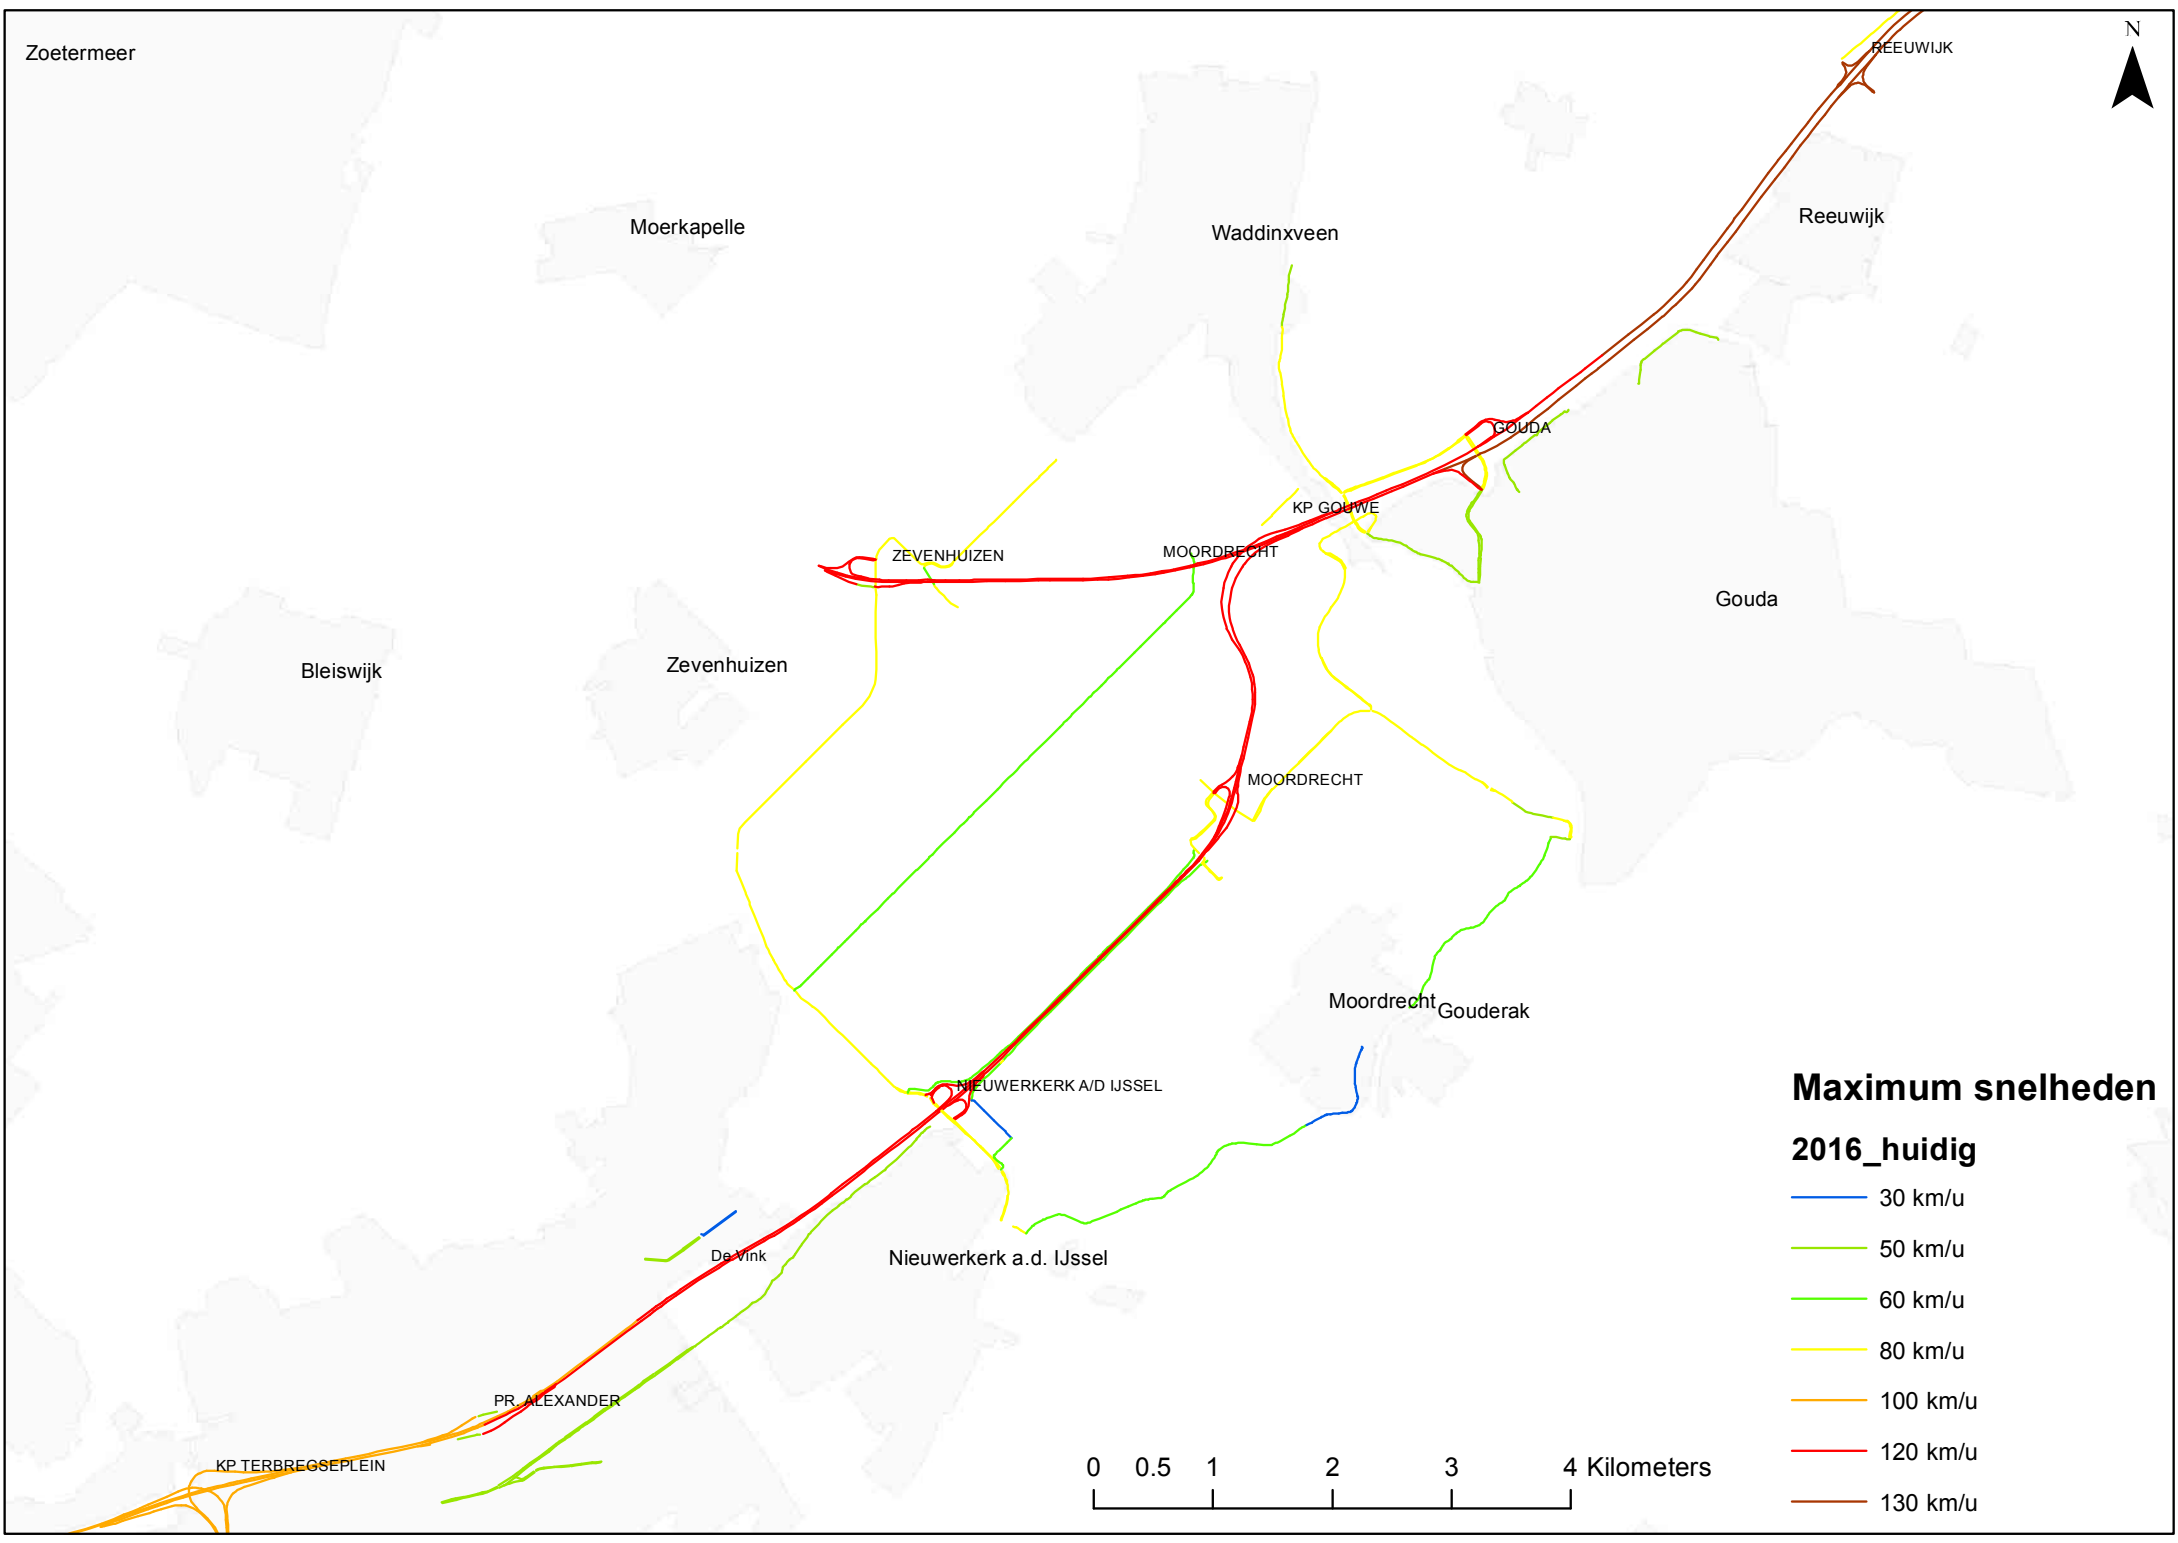 N
REEUWIJK
Zoetermeer
Moerkapelle
Waddinxveen
Reeuwijk
GOUDA
KP GOUWE
MOORDRECHT
ZEVENHUIZEN
Gouda
Zevenhuizen
Bleiswijk
MOORDRECHT
Moordrecht
Gouderak
NIEUWERKERK A/D IJSSEL
De Vink
Nieuwerkerk a.d. IJssel
PR. ALEXANDER
KP TERBREGSEPLEIN
0 0.5 1 2 3 4 Kilometers
Maximum snelheden
2016_huidig
30 km/u
50 km/u
60 km/u
80 km/u
100 km/u
120 km/u
130 km/u